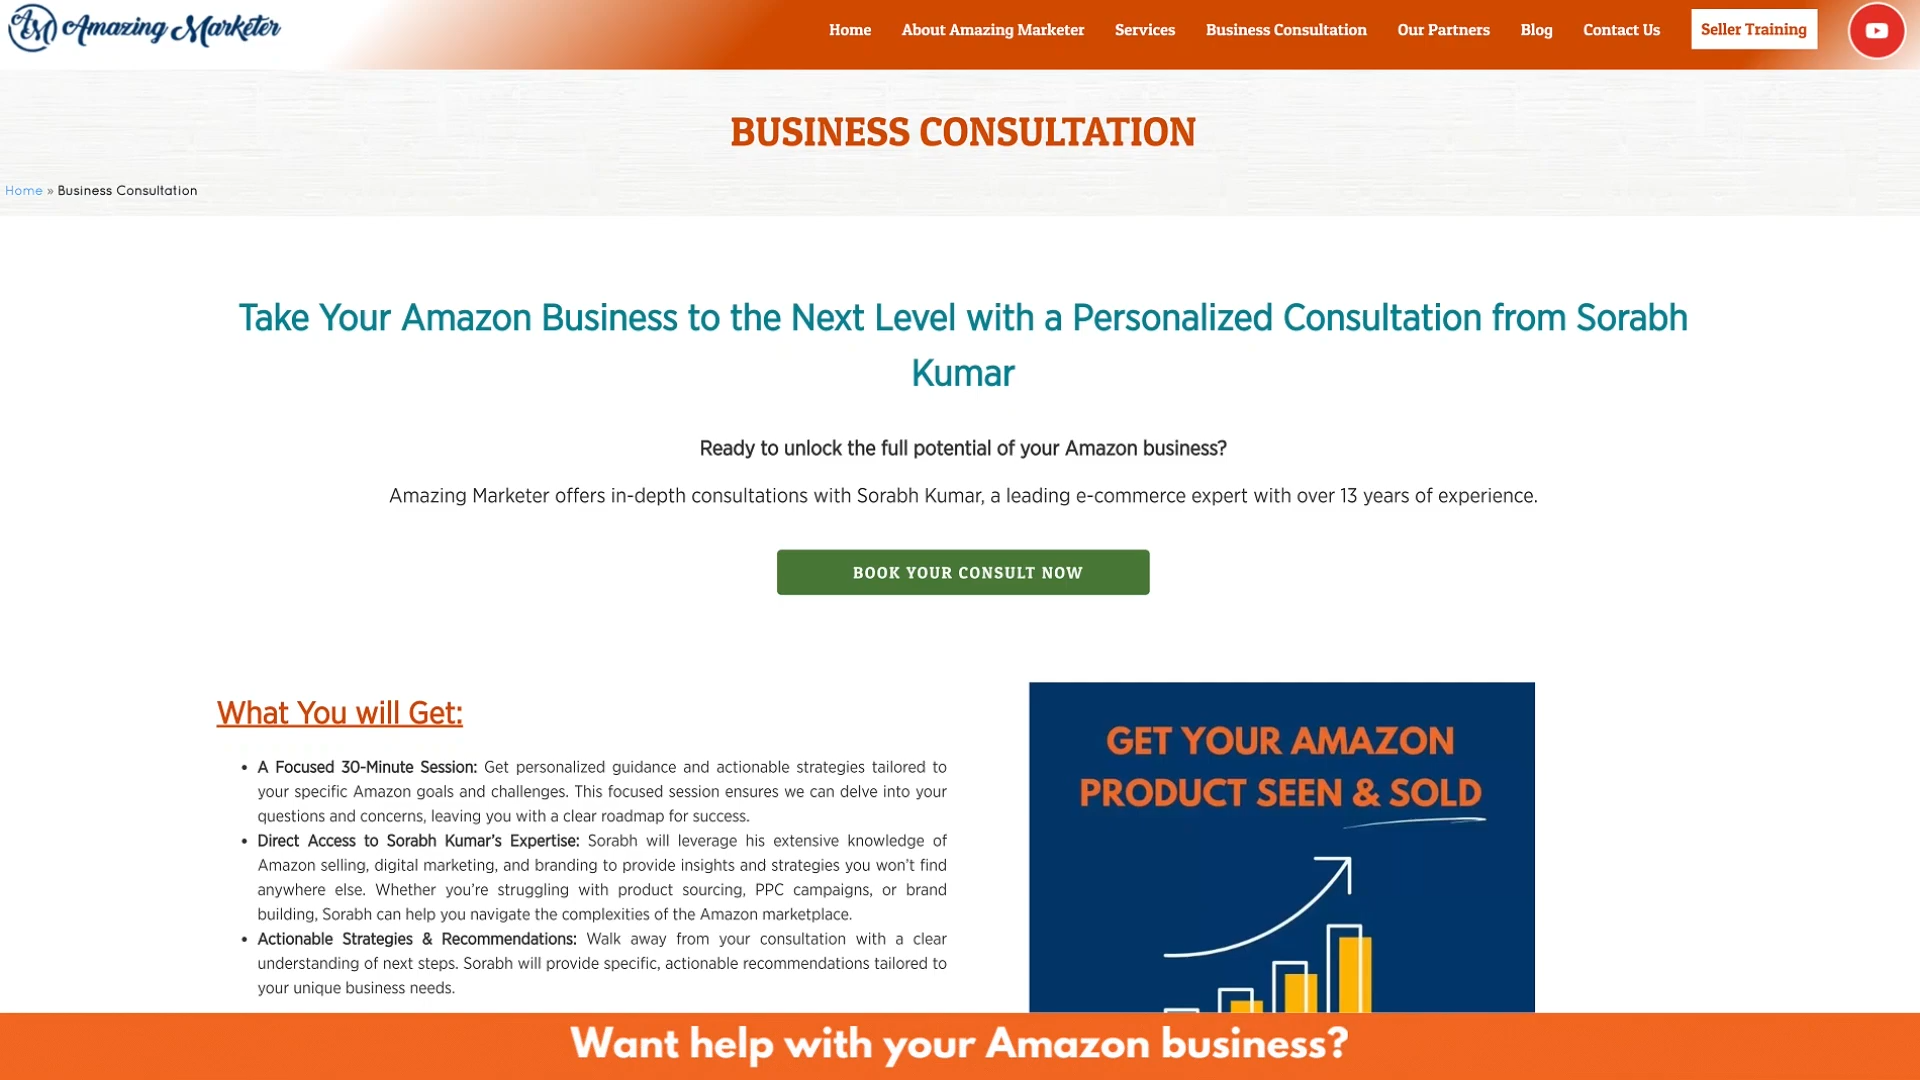 AM Amazing Marketer
Home About Amazing Marketer Services Business Consultation Our Partners Blog Contact Us Seller Training
BUSINESS CONSULTATION
Home » Business Consultation
Take Your Amazon Business to the Next Level with a Personalized Consultation from Sorabh
Kumar
Ready to unlock the full potential of your Amazon business?
Amazing Marketer offers in-depth consultations with Sorabh Kumar, a leading e-commerce expert with over 13 years of experience.
BOOK YOUR CONSULT NOW
What You will Get:
• A Focused 30-Minute Session: Get personalized guidance and actionable strategies tailored to
your specific Amazon goals and challenges. This focused session ensures we can delve into your
questions and concerns, leaving you with a clear roadmap for success.
• Direct Access to Sorabh Kumar’s Expertise: Sorabh will leverage his extensive knowledge of
Amazon selling, digital marketing, and branding to provide insights and strategies you won’t find
anywhere else. Whether you’re struggling with product sourcing, PPC campaigns, or brand
building, Sorabh can help you navigate the complexities of the Amazon marketplace.
• Actionable Strategies & Recommendations: Walk away from your consultation with a clear
understanding of next steps. Sorabh will provide specific, actionable recommendations tailored to
your unique business needs.
GET YOUR AMAZON
PRODUCT SEEN & SOLD
Want help with your Amazon business?